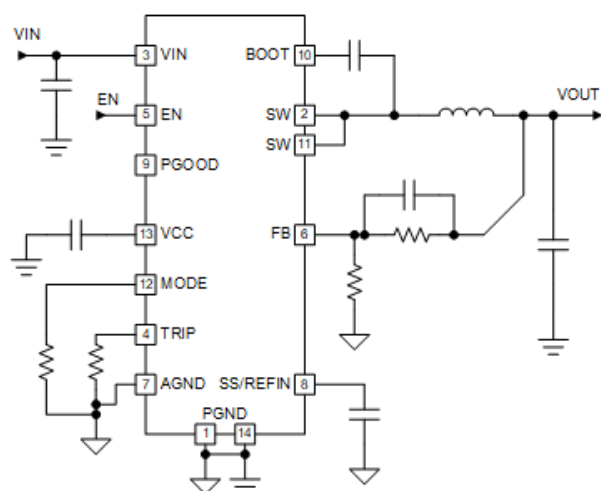 VIN
3 VIN
BOOT 10
EN
5 EN
SW 2
VOUT
SW 11
9 PGOOD
13 VCC
FB 6
12 MODE
4 TRIP
7 AGND
SS/REFIN 8
PGND
1 14